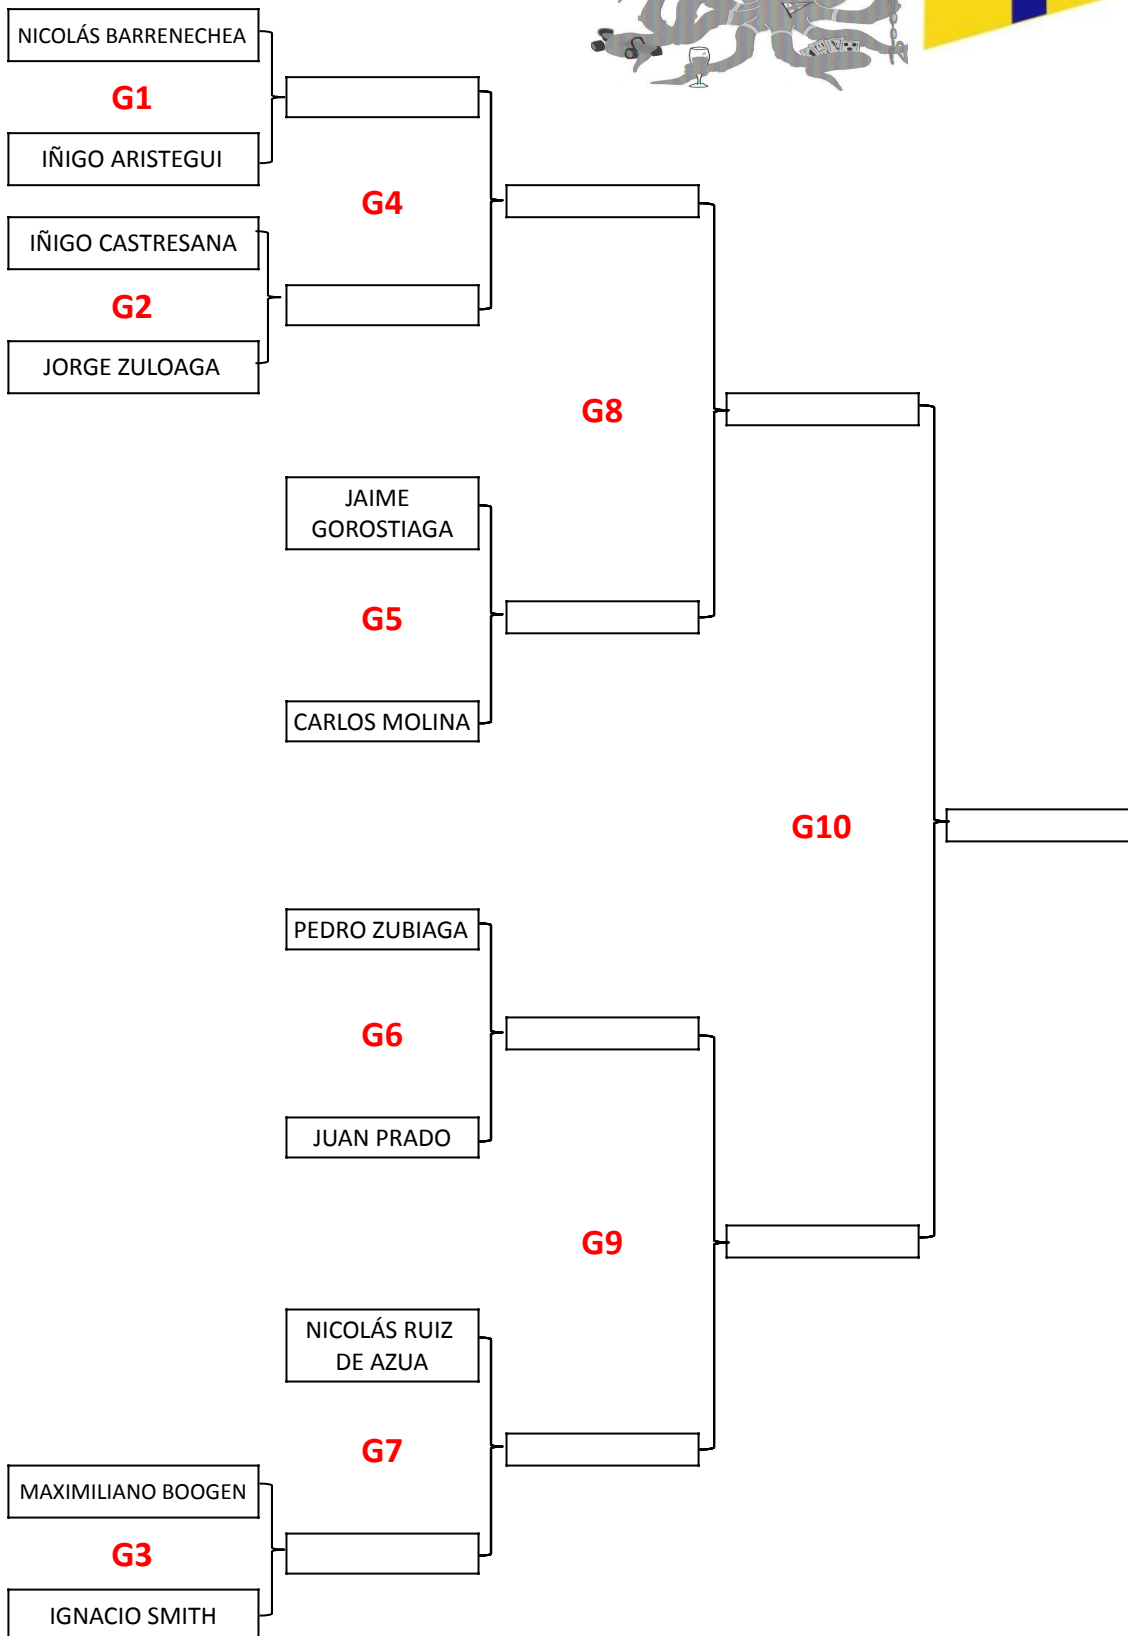 NICOLÁS BARRENECHEA
G1
IÑIGO ARISTEGUI
G4
IÑIGO CASTRESANA
G2
JORGE ZULOAGA
G8
JAIME
GOROSTIAGA
G5
CARLOS MOLINA
G10
PEDRO ZUBIAGA
G6
JUAN PRADO
G9
NICOLÁS RUIZ
DE AZUA
G7
MAXIMILIANO BOOGEN
G3
IGNACIO SMITH